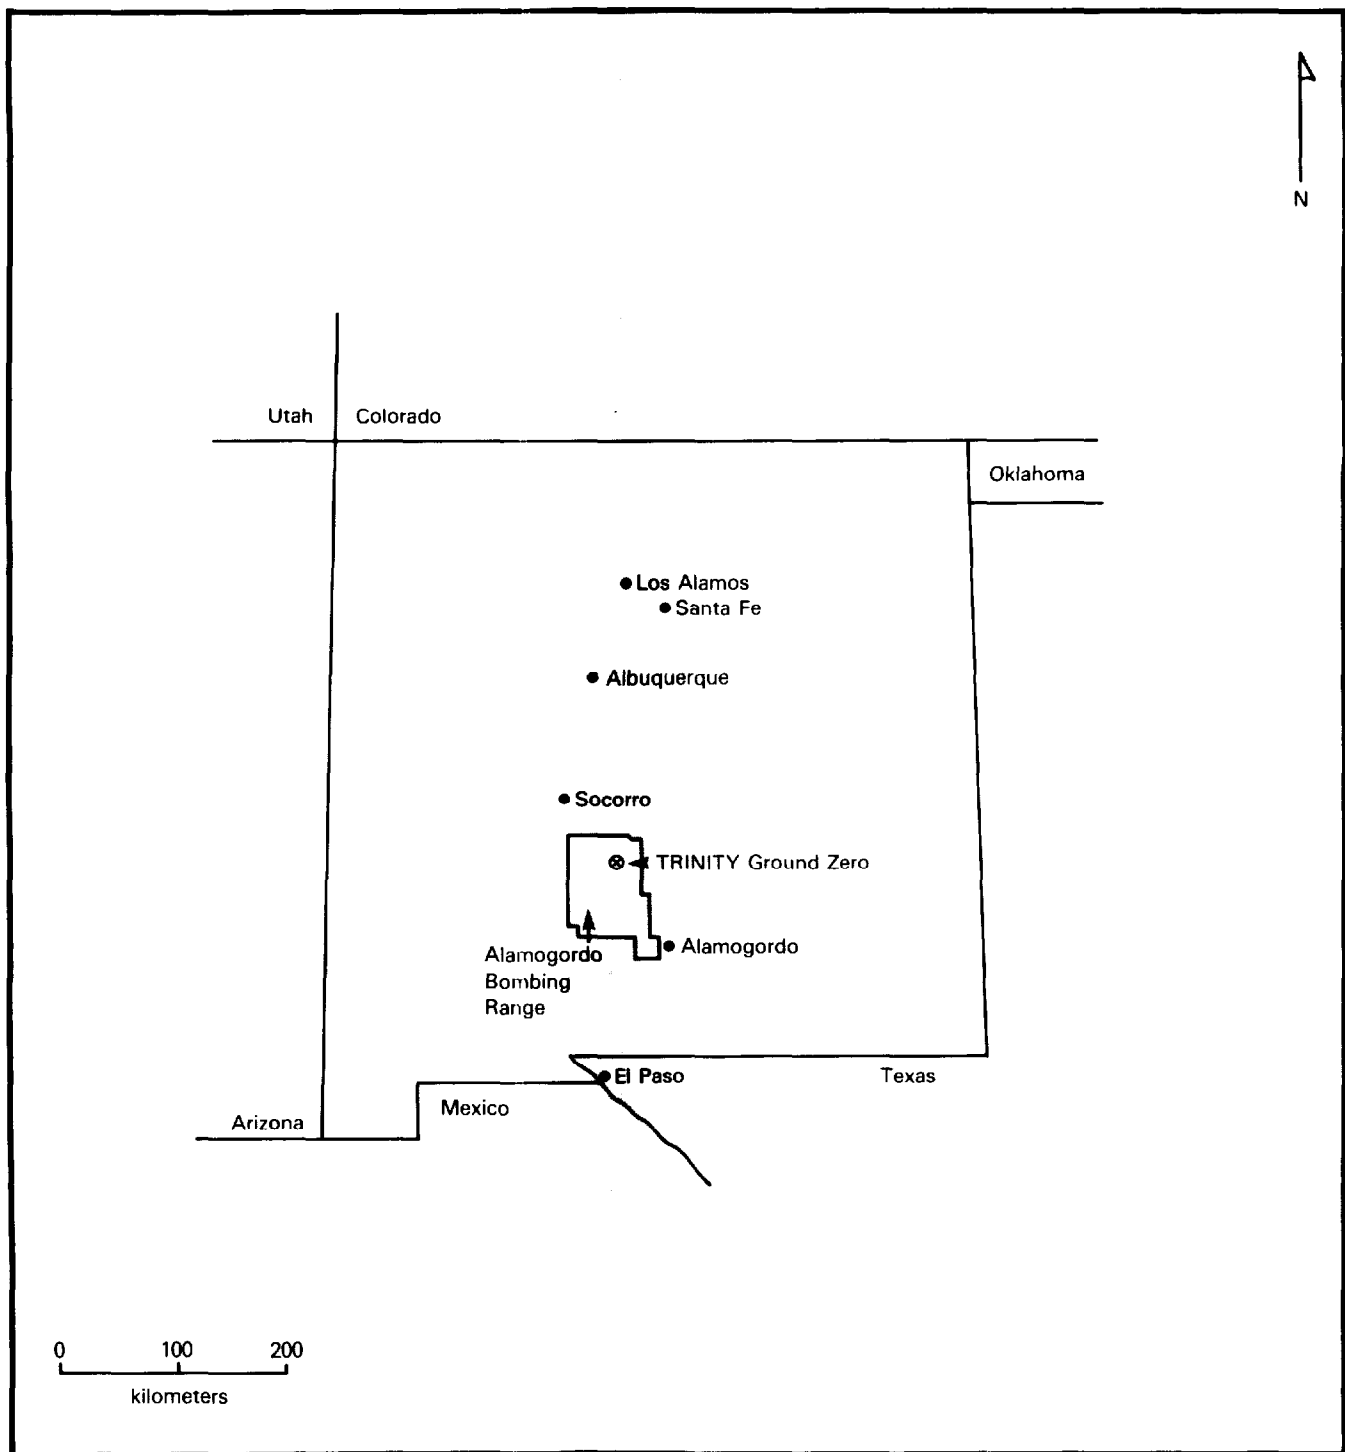 N
Utah
Colorado
Oklahoma
Los Alamos
Santa Fe
Albuquerque
Socorro
TRINITY Ground Zero
Alamogordo
Alamogordo
Bombing
Range
El Paso
Texas
Mexico
Arizona
0 100 200
kilometers